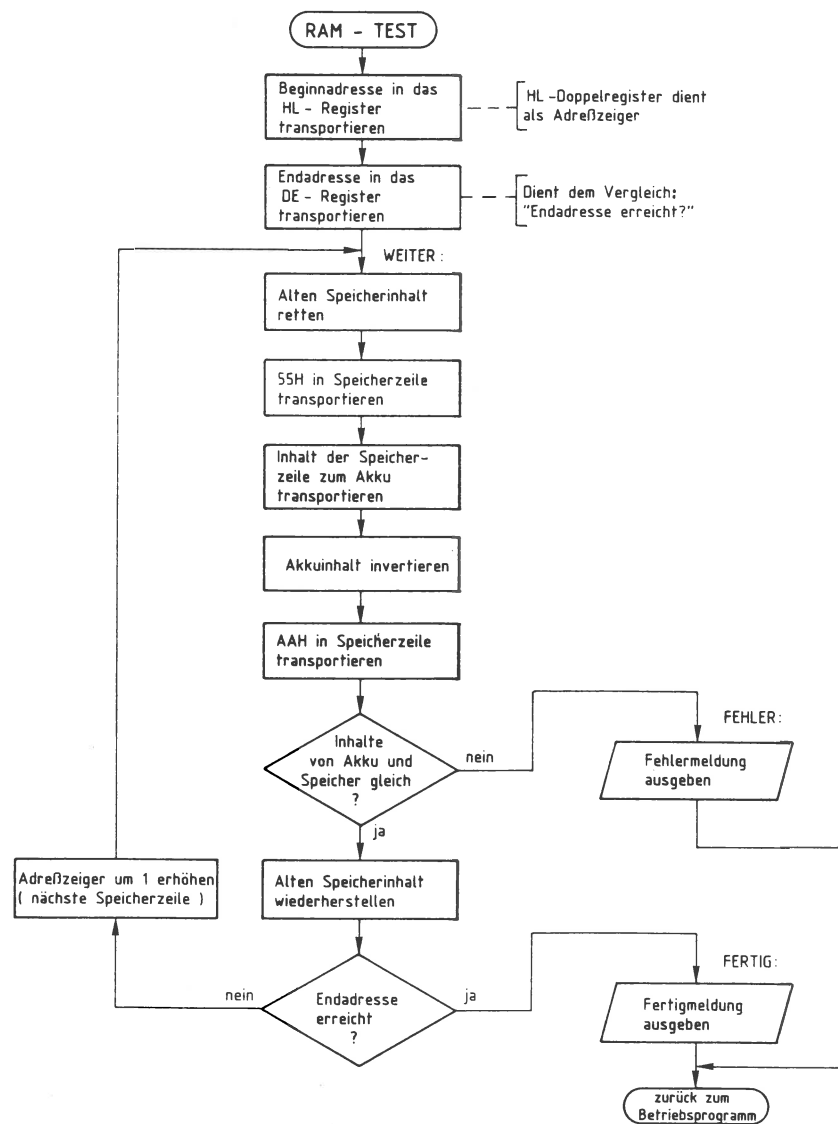 RAM - TEST
Beginnadresse in das
HL - Register
transportieren
HL-Doppelregister dient
als Adreßzeiger
Endadresse in das
DE - Register
transportieren
Dient dem Vergleich:
"Endadresse erreicht?"
WEITER:
Alten Speicherinhalt
retten
55H in Speicherzeile
transportieren
Inhalt der Speicher-
zeile zum Akku
transportieren
Akkuinhalt invertieren
AAH in Speicherzeile
transportieren
Inhalte
von Akku und
Speicher gleich
?
nein
FEHLER:
Fehlermeldung
ausgeben
ja
Adreßzeiger um 1 erhöhen
( nächste Speicherzeile )
Alten Speicherinhalt
wiederherstellen
nein
Endadresse
erreicht
?
ja
FERTIG:
Fertigmeldung
ausgeben
zurück zum
Betriebsprogramm